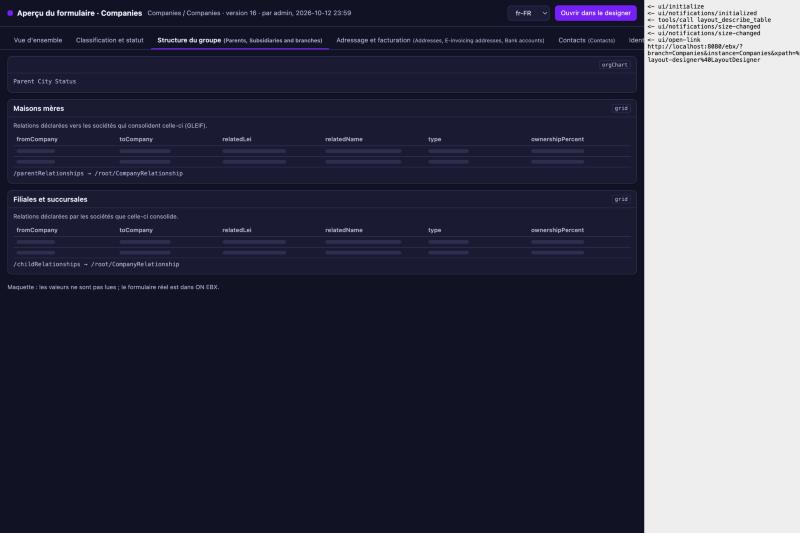 Aperçu du formulaire · Companies Companies / Companies · version 16 · par admin, 2026-10-12 23:59 fr-FR Ouvrir dans le designer
Vue d'ensemble Classification et statut Structure du groupe (Parents, Subsidiaries and branches) Adressage et facturation (Addresses, E-invoicing addresses, Bank accounts) Contacts (Contacts) Ident
orgChart
Parent City Status
Maisons mères grid
Relations déclarées vers les sociétés qui consolident celle-ci (GLEIF).
fromCompany toCompany relatedLei relatedName type ownershipPercent
/parentRelationships → /root/CompanyRelationship
Filiales et succursales grid
Relations déclarées par les sociétés que celle-ci consolide.
fromCompany toCompany relatedLei relatedName type ownershipPercent
/childRelationships → /root/CompanyRelationship
Maquette : les valeurs ne sont pas lues ; le formulaire réel est dans ON EBX.
<- ui/initialize
<- ui/notifications/initialized
<- tools/call layout_describe_table
<- ui/notifications/size-changed
<- ui/notifications/size-changed
<- ui/open-link
http://localhost:8080/ebx/?
branch=Companies&instance=Companies&xpath=%
layout-designer%40LayoutDesigner